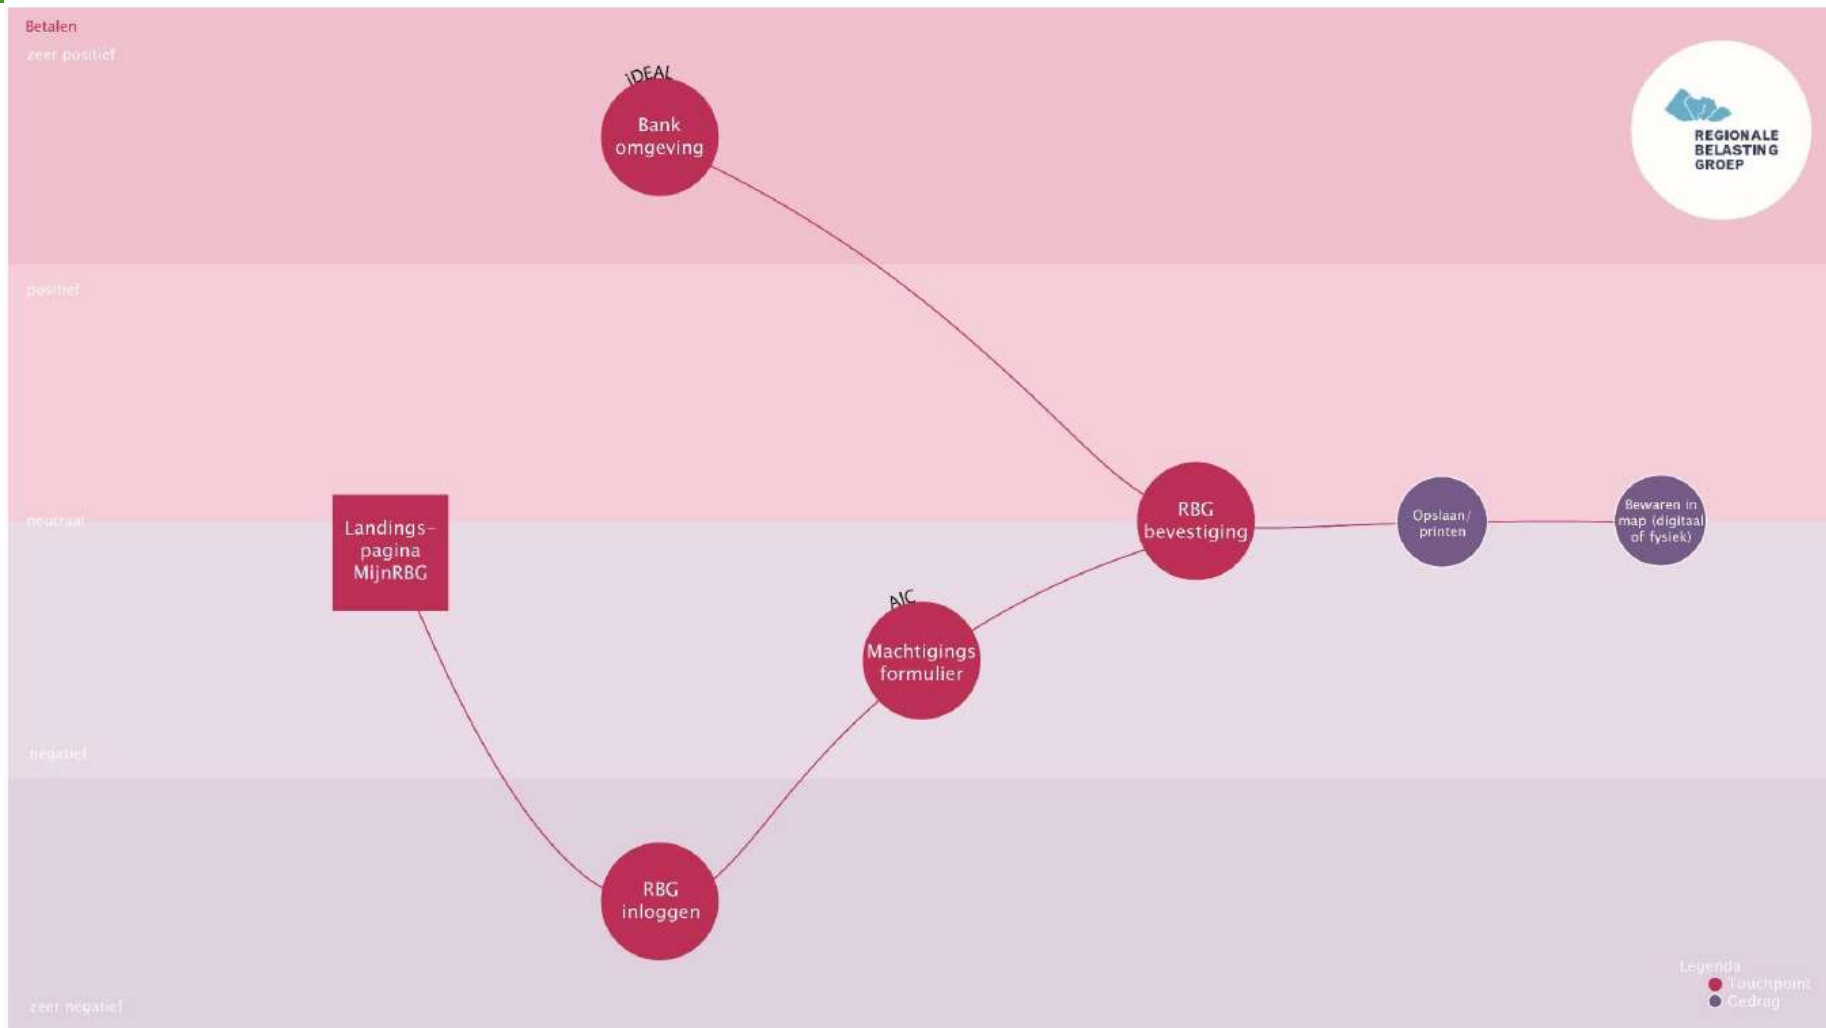 Betalen
zeer positief
iDEAL
Bank
omgeving
REGIONALE
BELASTING
GROEP
positief
neutraal
Landings-
pagina
MijnRBG
RBG
bevestiging
Opslaan/
printen
Bewaren in
map (digitaal
of fysiek)
AIC
Machtigings
formulier
negatief
RBG
inloggen
zeer negatief
Legenda
Touchpoint
Gedrag